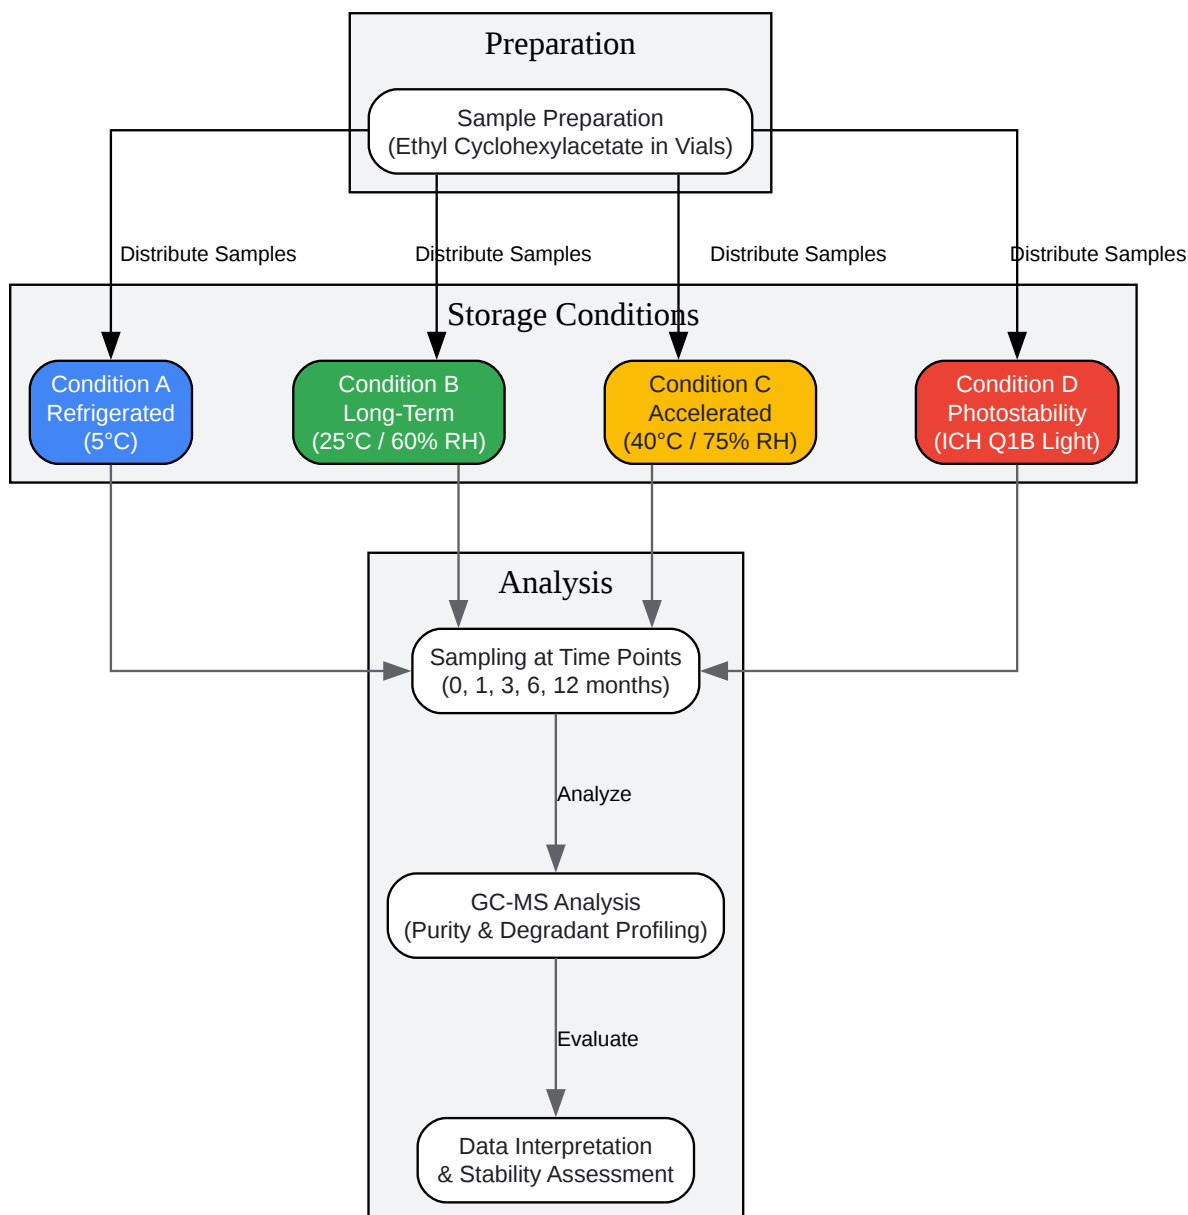 Preparation
Sample Preparation
(Ethyl Cyclohexylacetate in Vials)
Distribute Samples
Distribute Samples
Distribute Samples
Distribute Samples
Storage Conditions
Condition A
Refrigerated
(5°C)
Condition B
Long-Term
(25°C / 60% RH)
Condition C
Accelerated
(40°C / 75% RH)
Condition D
Photostability
(ICH Q1B Light)
Analysis
Sampling at Time Points
(0, 1, 3, 6, 12 months)
Analyze
GC-MS Analysis
(Purity & Degradant Profiling)
Evaluate
Data Interpretation
& Stability Assessment